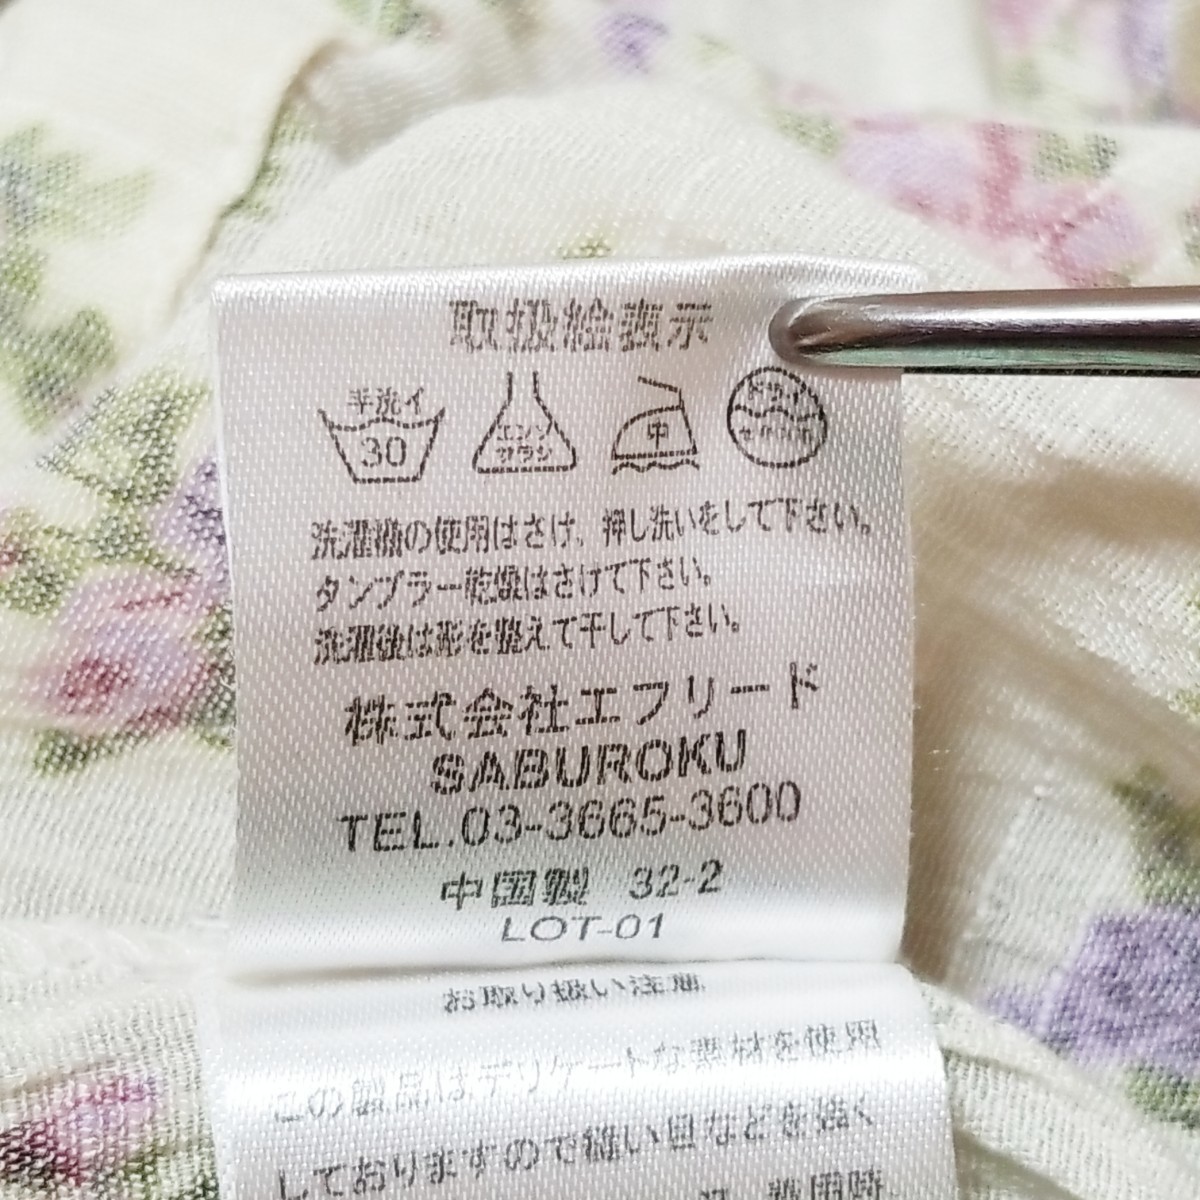 取扱絵表示
手洗イ
30
エンソ
サラシ
中
ドライ
洗濯機の使用はさけ、押し洗いをして下さい。
タンブラー乾燥はさけて下さい。
洗濯後は形を整えて干して下さい。
株式会社エフリード
SABUROKU
TEL.03-3665-3600
中国製 32-2
LOT-01
お取り扱い注意
この製品はデリケートな素材を使用
しておりますので縫い目などを強く
着用時